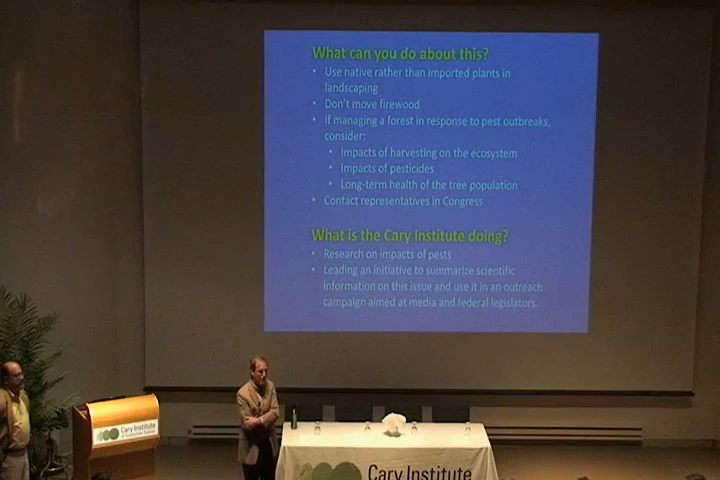 What can you do about this?
• Use native rather than imported plants in
landscaping
• Don't move firewood
• If managing a forest in response to pest outbreaks,
consider:
• Impacts of harvesting on the ecosystem
• Impacts of pesticides
• Long-term health of the tree population
• Contact representatives in Congress
What is the Cary Institute doing?
• Research on impacts of pests
• Leading an initiative to summarize scientific
information on this issue and use it in an outreach
campaign aimed at media and federal legislators.
Cary Institute
of Ecosystem Studies
Cary Institute